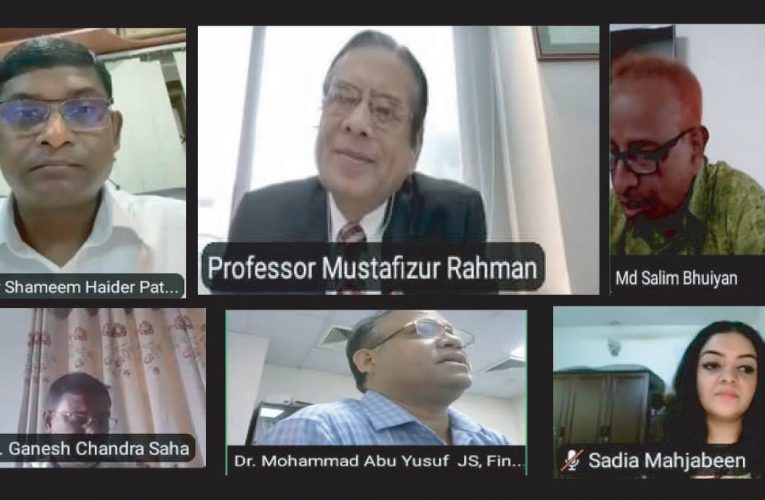 Shameem Haider Pat...
Professor Mustafizur Rahman
Md Salim Bhuiyan
. Ganesh Chandra Saha
Dr. Mohammad Abu Yusuf JS, Fin...
Sadia Mahjabeen